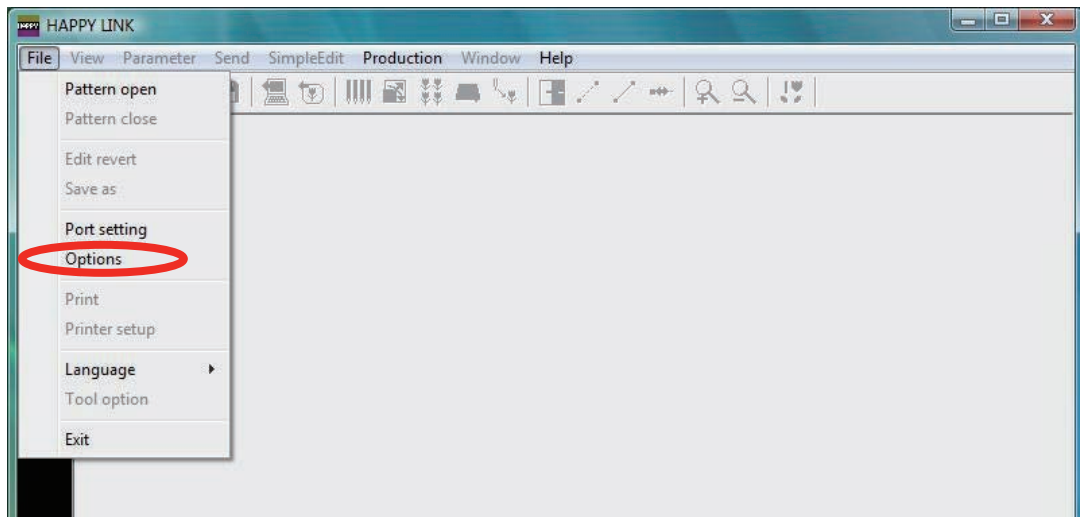 HAPPY HAPPY LINK
File View Parameter Send SimpleEdit Production Window Help
Pattern open
Pattern close
Edit revert
Save as
Port setting
Options
Print
Printer setup
Language
Tool option
Exit